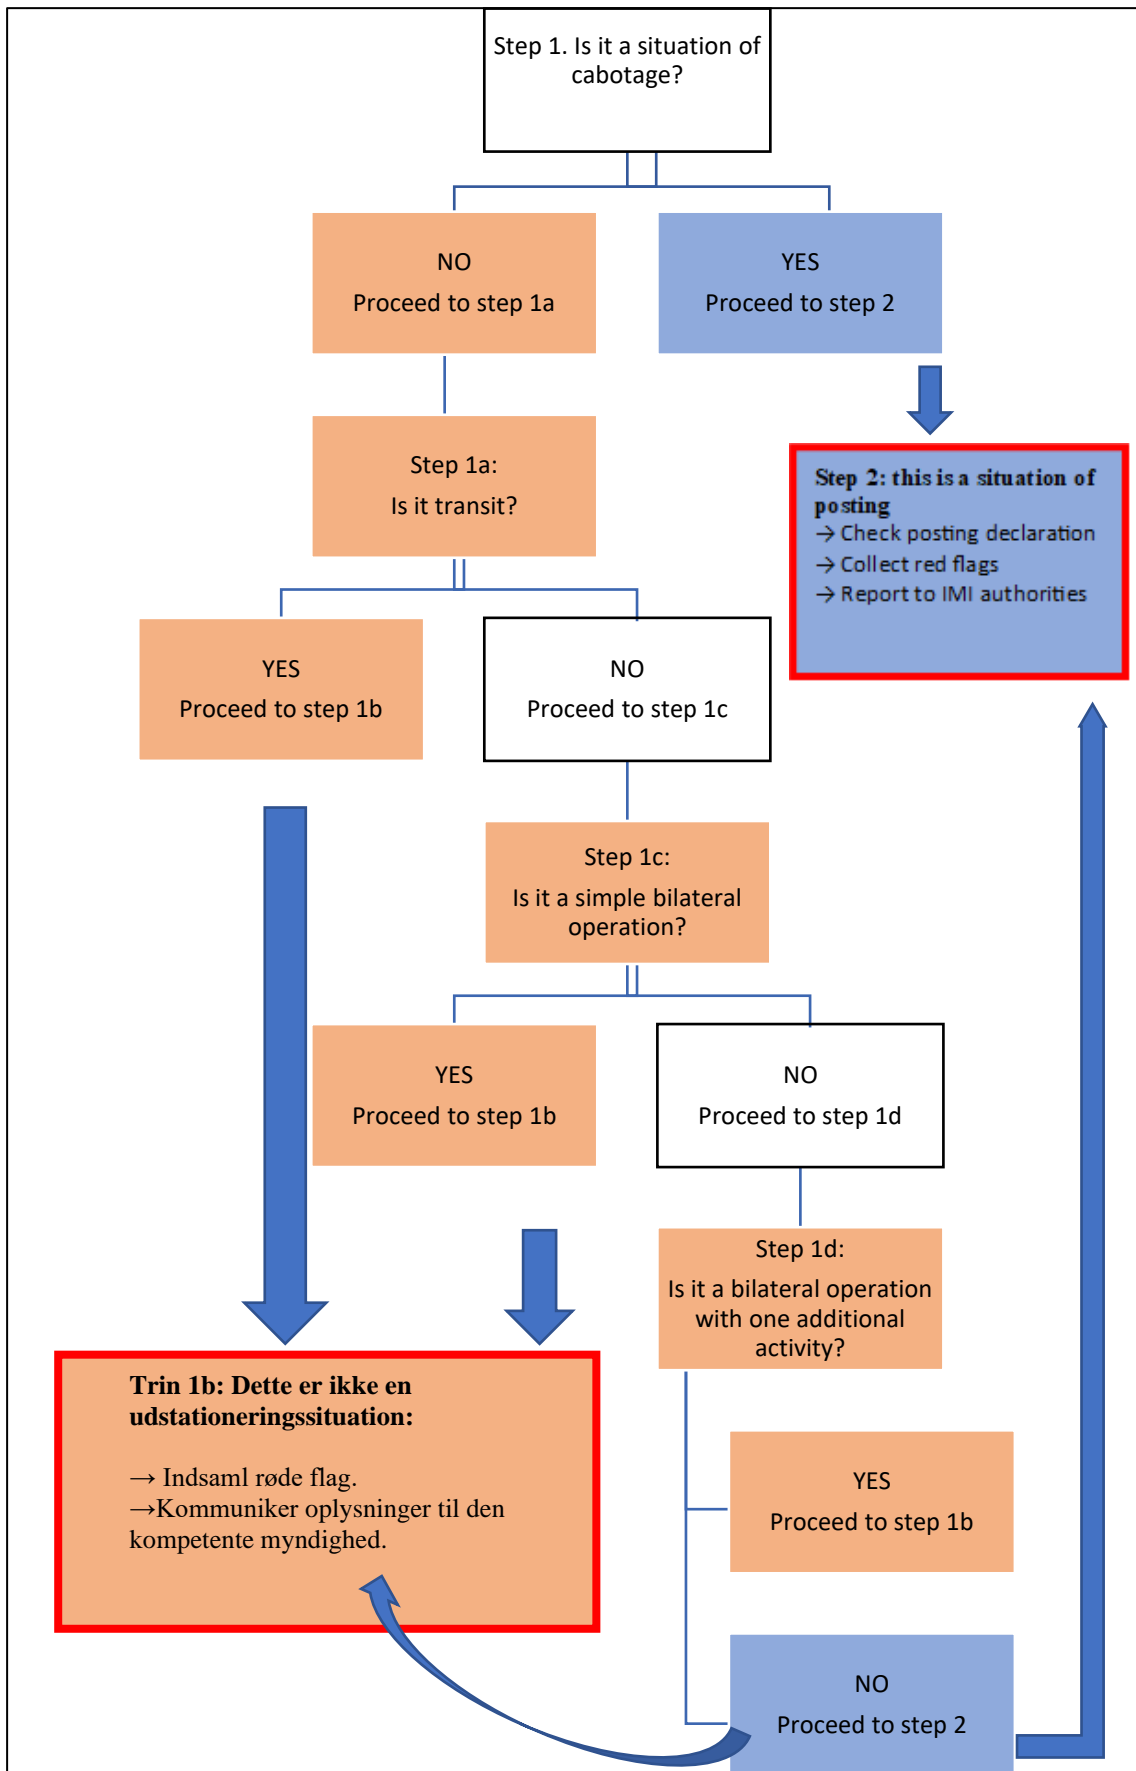 Step 1. Is it a situation of
cabotage?
NO
Proceed to step 1a
YES
Proceed to step 2
Step 1a:
Is it transit?
Step 2: this is a situation of
posting
→ Check posting declaration
→ Collect red flags
→ Report to IMI authorities
YES
Proceed to step 1b
NO
Proceed to step 1c
Step 1c:
Is it a simple bilateral
operation?
YES
Proceed to step 1b
NO
Proceed to step 1d
Step 1d:
Is it a bilateral operation
with one additional
activity?
Trin 1b: Dette er ikke en
udstationeringssituation:
→ Indsaml røde flag.
→Kommuniker oplysninger til den
kompetente myndighed.
YES
Proceed to step 1b
NO
Proceed to step 2